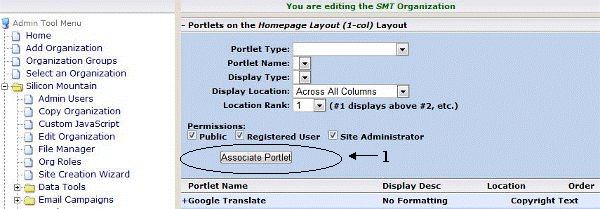 You are editing the SMT Organization
Admin Tool Menu
Home
Add Organization
Organization Groups
Select an Organization
Silicon Mountain
Admin Users
Copy Organization
Custom JavaScript
Edit Organization
File Manager
Org Roles
Site Creation Wizard
Data Tools
Email Campaigns
– Portlets on the Homepage Layout (1-col) Layout
Portlet Type:
Portlet Name:
Display Type:
Display Location: Across All Columns
Location Rank: 1 (#1 displays above #2, etc.)
Permissions:
Public Registered User Site Administrator
Associate Portlet 1
Portlet Name Display Desc Location Order
+Google Translate No Formatting Copyright Text